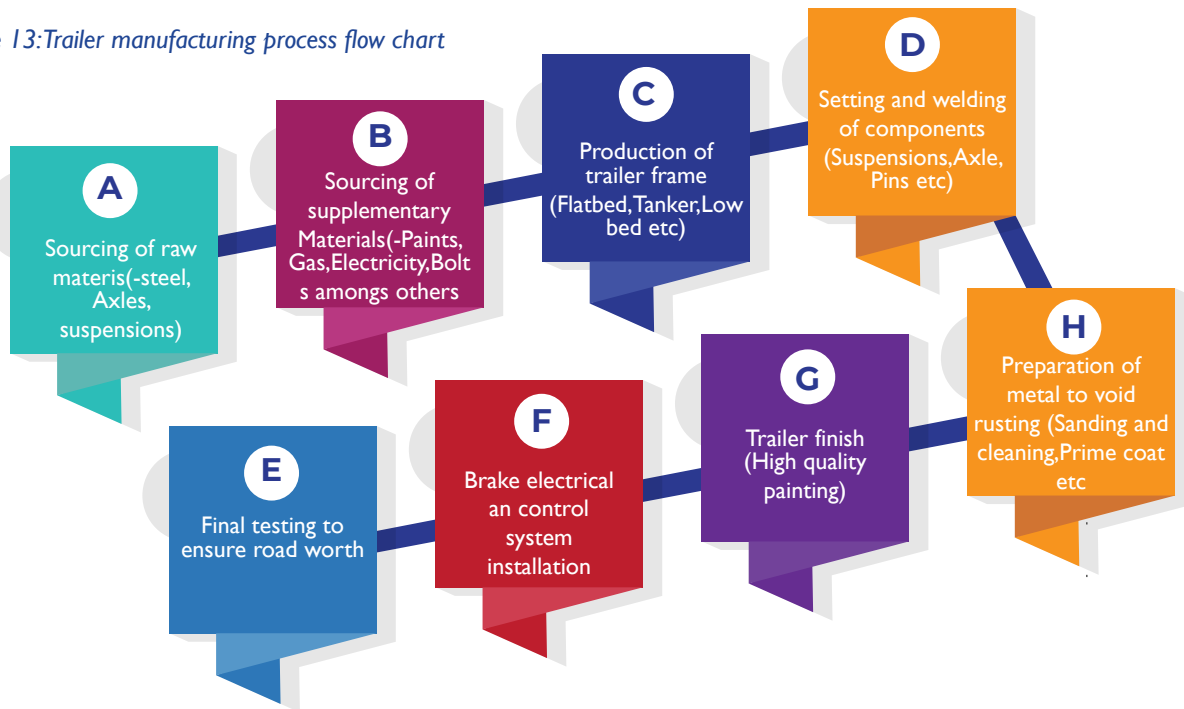 13:Trailer manufacturing process flow chart
A
Sourcing of raw
materis(-steel,
Axles,
suspensions)
B
Sourcing of
supplementary
Materials(-Paints,
Gas,Electricity,Bolt
s amongs others
C
Production of
trailer frame
(Flatbed,Tanker,Low
bed etc)
D
Setting and welding
of components
(Suspensions,Axle,
Pins etc)
E
Final testing to
ensure road worth
F
Brake electrical
an control
system
installation
G
Trailer finish
(High quality
painting)
H
Preparation of
metal to void
rusting (Sanding and
cleaning,Prime coat
etc